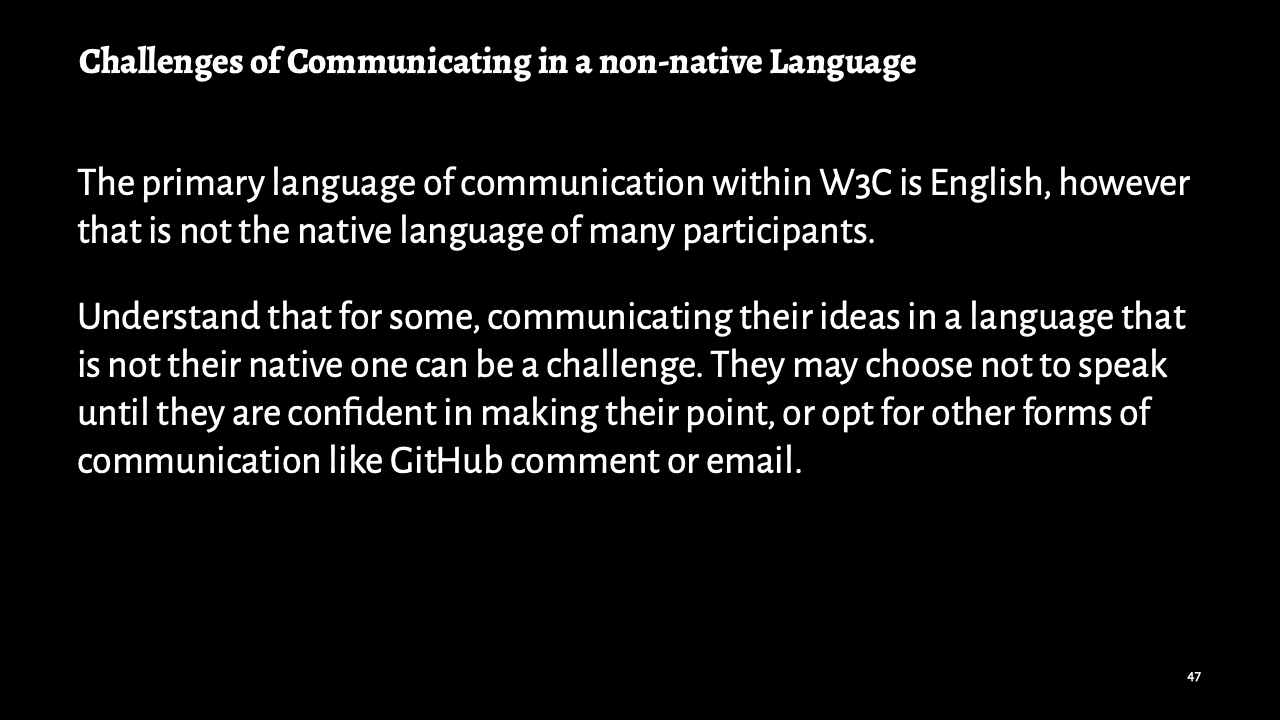 Challenges of Communicating in a non-native Language
The primary language of communication within W3C is English, however
that is not the native language of many participants.
Understand that for some, communicating their ideas in a language that
is not their native one can be a challenge. They may choose not to speak
until they are confident in making their point, or opt for other forms of
communication like GitHub comment or email.
47